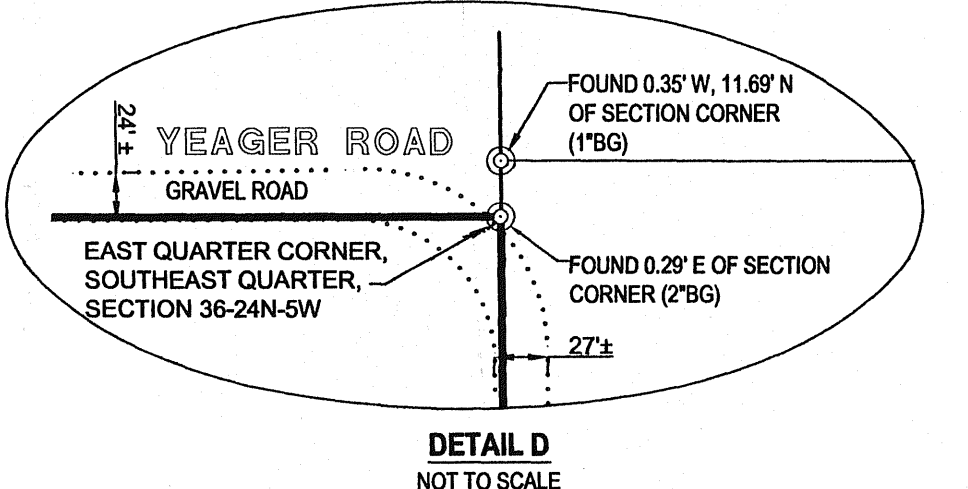 FOUND 0.35' W, 11.69' N
OF SECTION CORNER
(1"BG)
24' ±
YEAGER ROAD
GRAVEL ROAD
EAST QUARTER CORNER,
SOUTHEAST QUARTER,
SECTION 36-24N-5W
FOUND 0.29' E OF SECTION
CORNER (2"BG)
27'±
DETAIL D
NOT TO SCALE